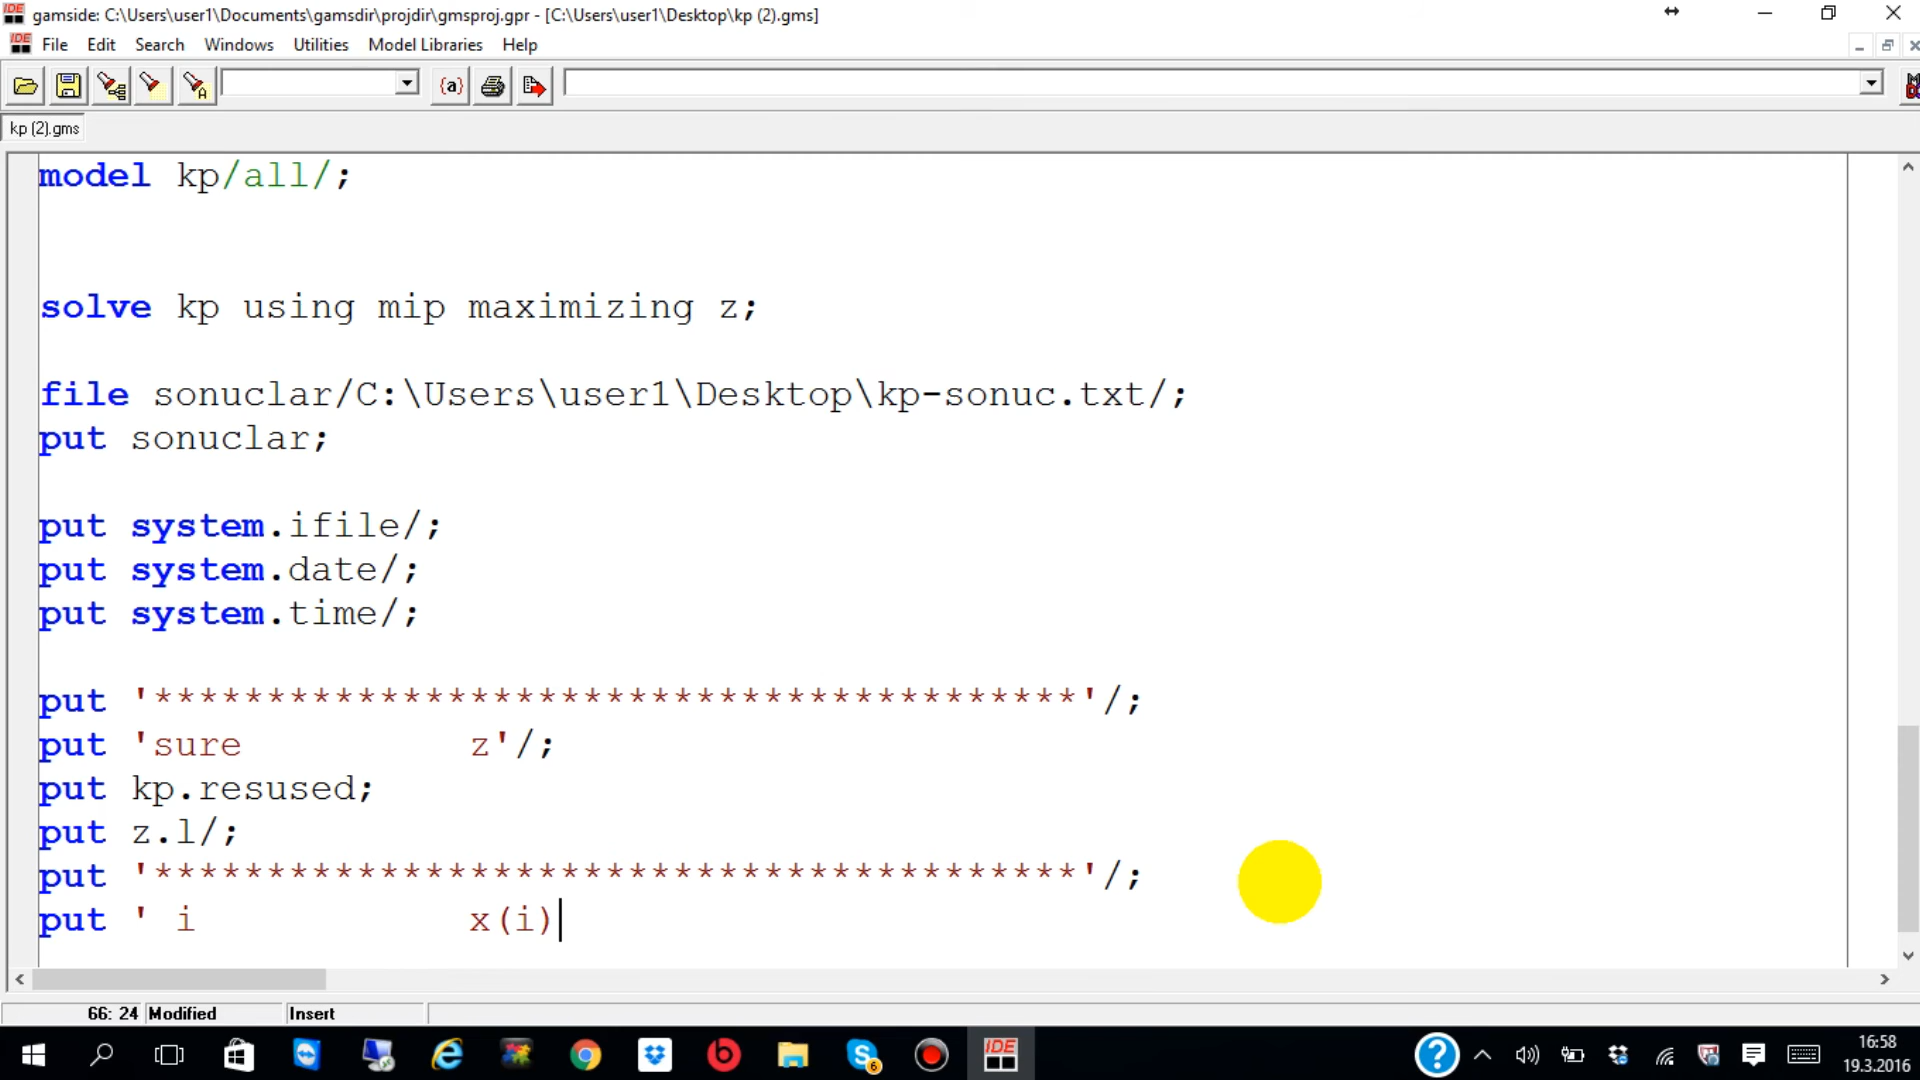 gamside: C:\Users\user1\Documents\gamsdir\projdir\gmsproj.gpr - [C:\Users\user1\Desktop\kp (2).gms]
IDE File Edit Search Windows Utilities Model Libraries Help
{a}
kp (2).gms
model kp/all/;
solve kp using mip maximizing z;
file sonuclar/C:\Users\user1\Desktop\kp-sonuc.txt/;
put sonuclar;
put system.ifile/;
put system.date/;
put system.time/;
put '*****************************************'/;
put 'sure          z'/;
put kp.resused;
put z.l/;
put '*****************************************'/;
put ' i            x(i)
66: 24 Modified Insert
IDE 16:58
19.3.2016